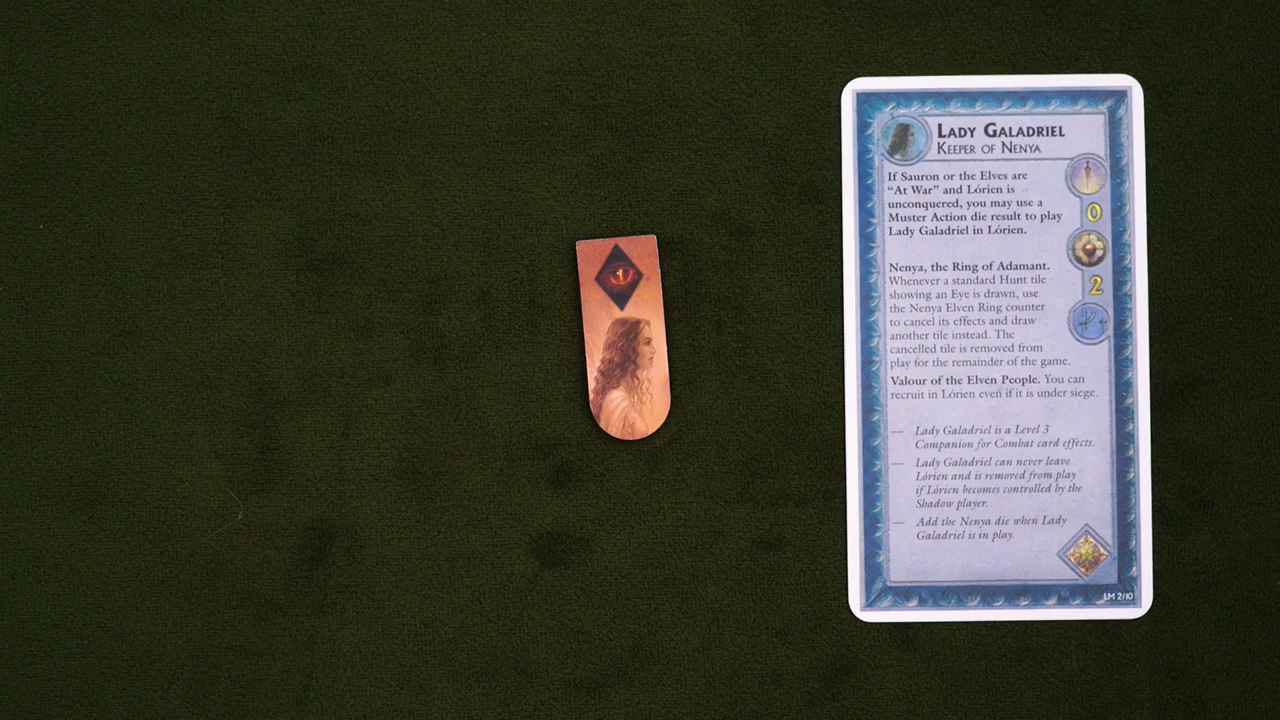 LADY GALADRIEL
KEEPER OF NENYA
If Sauron or the Elves are
“At War” and Lórien is
unconquered, you may use a
Muster Action die result to play
Lady Galadriel in Lórien.
0
2
Nenya, the Ring of Adamant.
Whenever a standard Hunt tile
showing an Eye is drawn, use
the Nenya Elven Ring counter
to cancel its effects and draw
another tile instead. The
cancelled tile is removed from
play for the remainder of the game.
Valour of the Elven People. You can
recruit in Lórien even if it is under siege.
— Lady Galadriel is a Level 3
Companion for Combat card effects.
— Lady Galadriel can never leave
Lórien and is removed from play
if Lórien becomes controlled by the
Shadow player.
— Add the Nenya die when Lady
Galadriel is in play.
LM 2/10